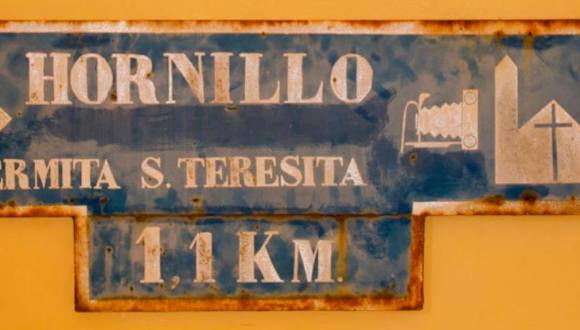 HORNILLO
ERMITA S. TERESITA
1,1 KM.